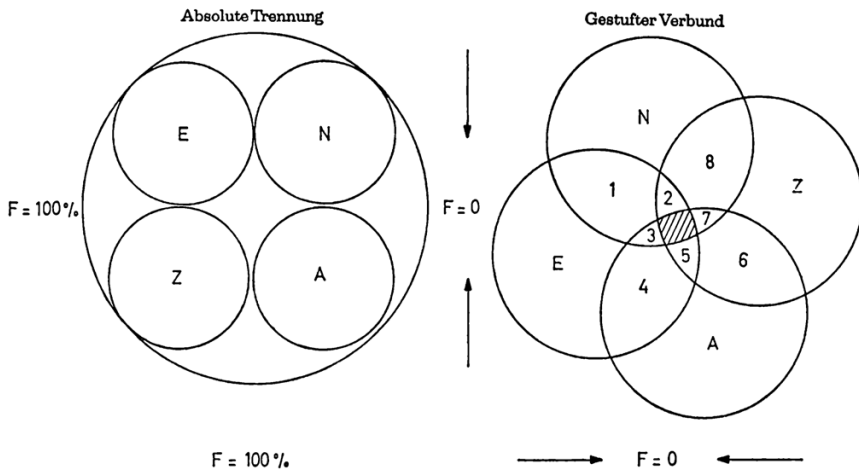 Absolute Trennung
E
N
F = 100 %
Z
A
F = 100 %
Gestufter Verbund
N
8
Z
1
2
F = 0
7
3
E
5
6
4
A
F = 0